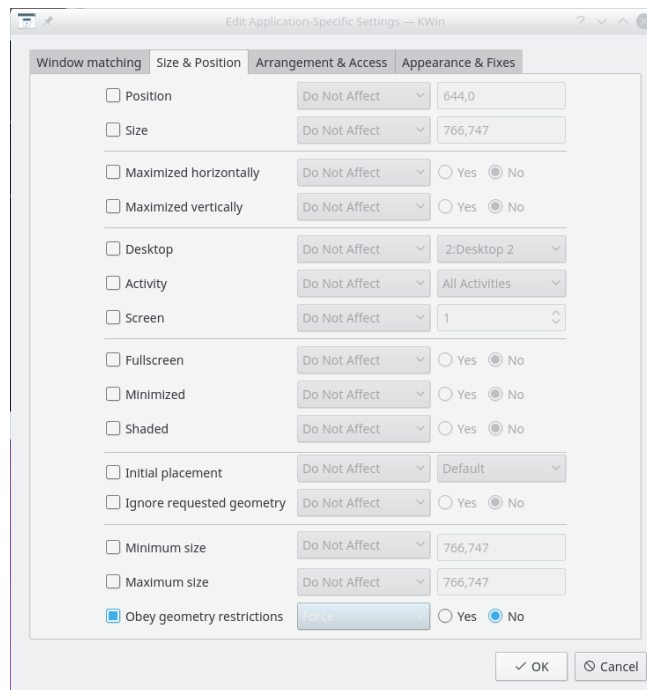 Edit Application-Specific Settings — KWin
Window matching Size & Position Arrangement & Access Appearance & Fixes
Position Do Not Affect 644,0
Size Do Not Affect 766,747
Maximized horizontally Do Not Affect Yes No
Maximized vertically Do Not Affect Yes No
Desktop Do Not Affect 2:Desktop 2
Activity Do Not Affect All Activities
Screen Do Not Affect 1
Fullscreen Do Not Affect Yes No
Minimized Do Not Affect Yes No
Shaded Do Not Affect Yes No
Initial placement Do Not Affect Default
Ignore requested geometry Do Not Affect Yes No
Minimum size Do Not Affect 766,747
Maximum size Do Not Affect 766,747
Obey geometry restrictions Force Yes No
OK Cancel